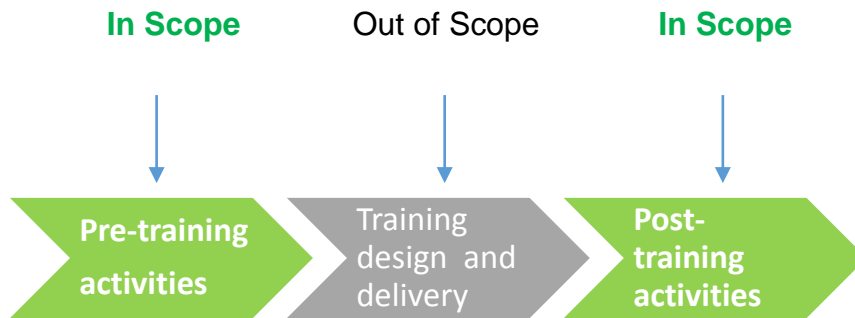 In Scope
Out of Scope
In Scope
Pre-training
activities
Training
design and
delivery
Post-
training
activities